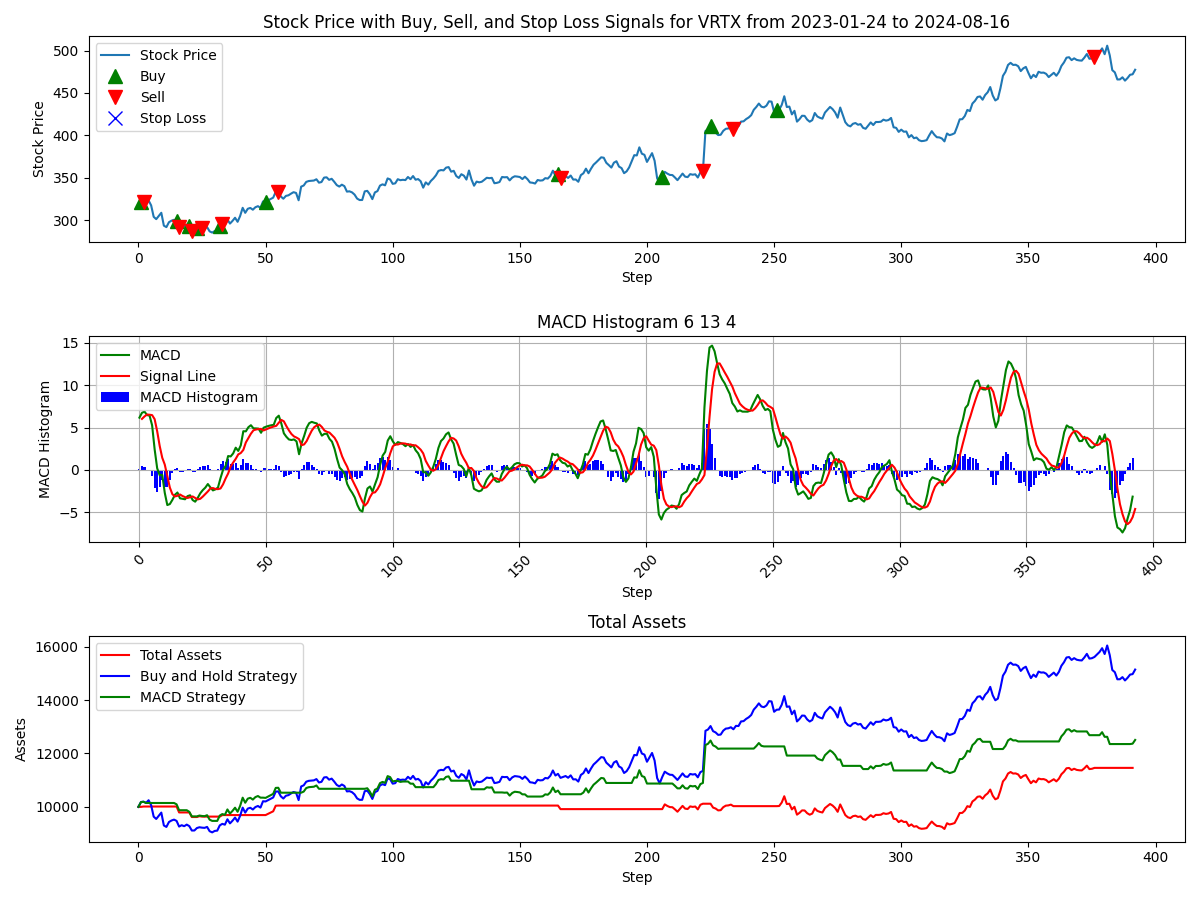 Stock Price with Buy, Sell, and Stop Loss Signals for VRTX from 2023-01-24 to 2024-08-16
Stock Price
Buy
Sell
Stop Loss
Stock Price
500
450
400
350
300
0 50 100 150 200 250 300 350 400
Step
MACD Histogram 6 13 4
MACD
Signal Line
MACD Histogram
MACD Histogram
15
10
5
0
−5
0 50 100 150 200 250 300 350 400
Step
Total Assets
Total Assets
Buy and Hold Strategy
MACD Strategy
Assets
16000
14000
12000
10000
0 50 100 150 200 250 300 350 400
Step